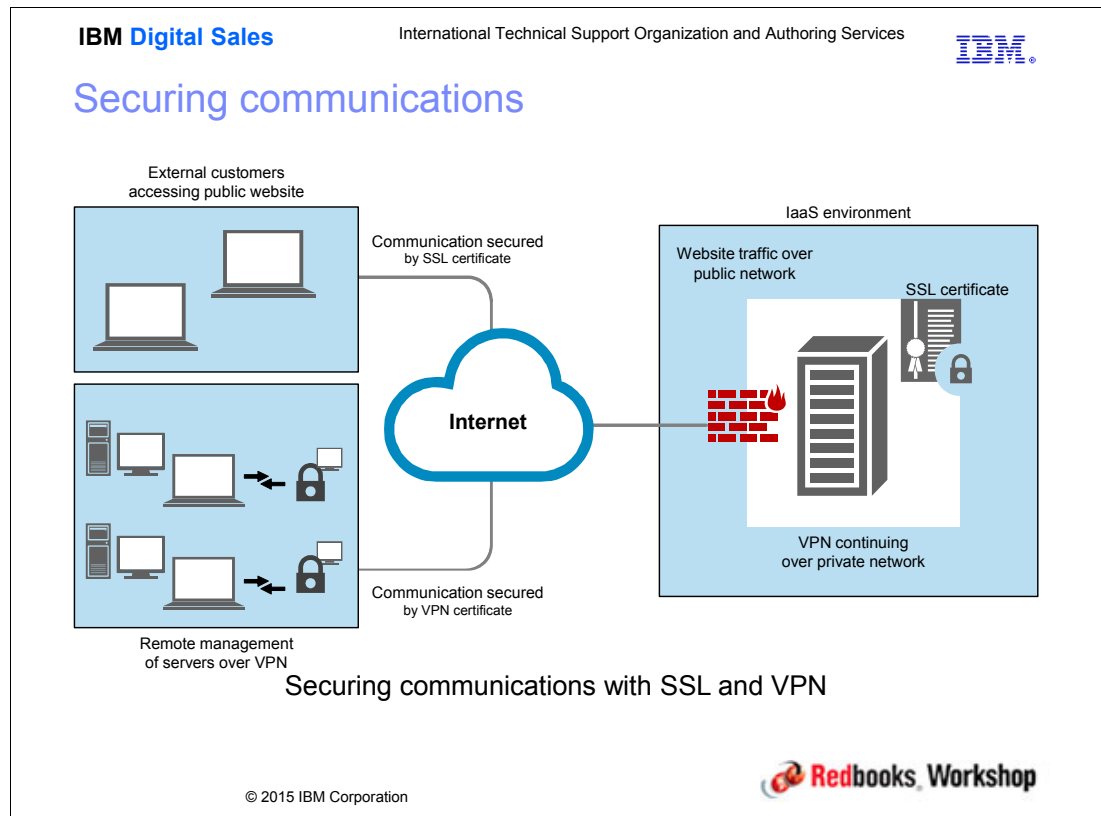 IBM Digital Sales
International Technical Support Organization and Authoring Services
IBM®
Securing communications
External customers
accessing public website
Communication secured
by SSL certificate
IaaS environment
Website traffic over
public network
SSL certificate
Internet
VPN continuing
over private network
Communication secured
by VPN certificate
Remote management
of servers over VPN
Securing communications with SSL and VPN
© 2015 IBM Corporation
Redbooks® Workshop